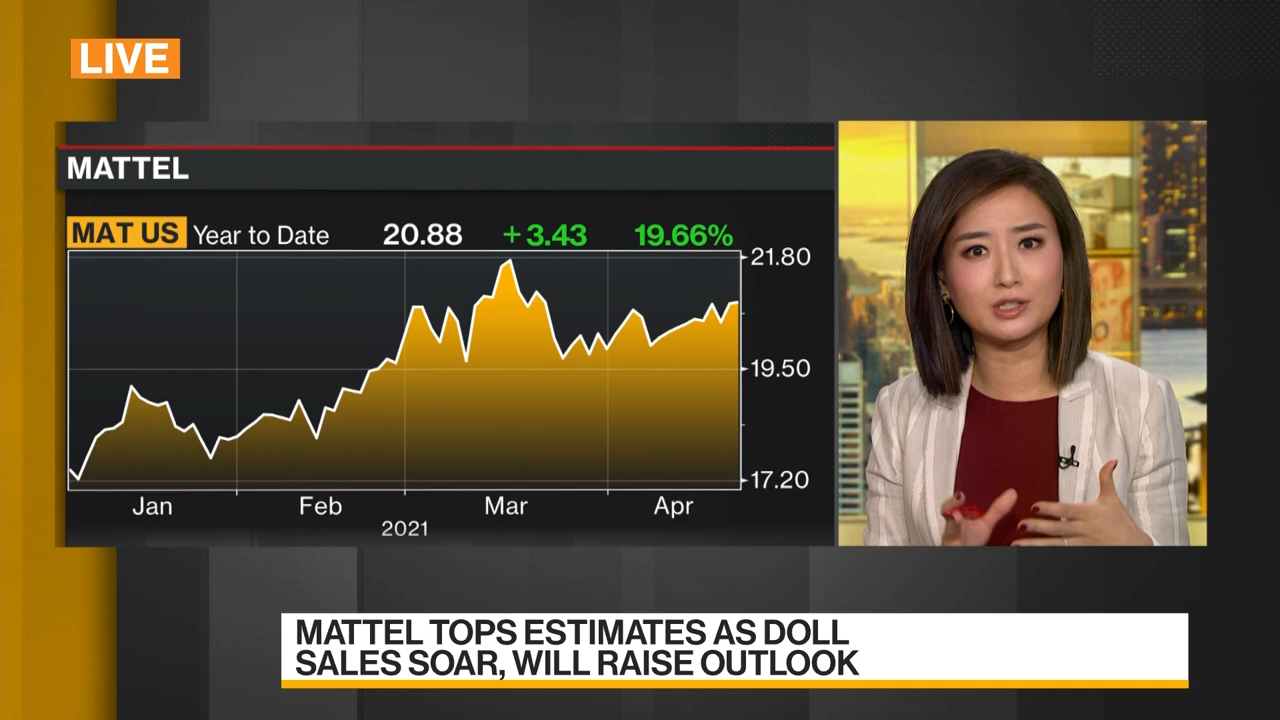 LIVE
MATTEL
MAT US Year to Date 20.88 +3.43 19.66%
21.80
19.50
17.20
Jan Feb Mar Apr
2021
MATTEL TOPS ESTIMATES AS DOLL
SALES SOAR, WILL RAISE OUTLOOK